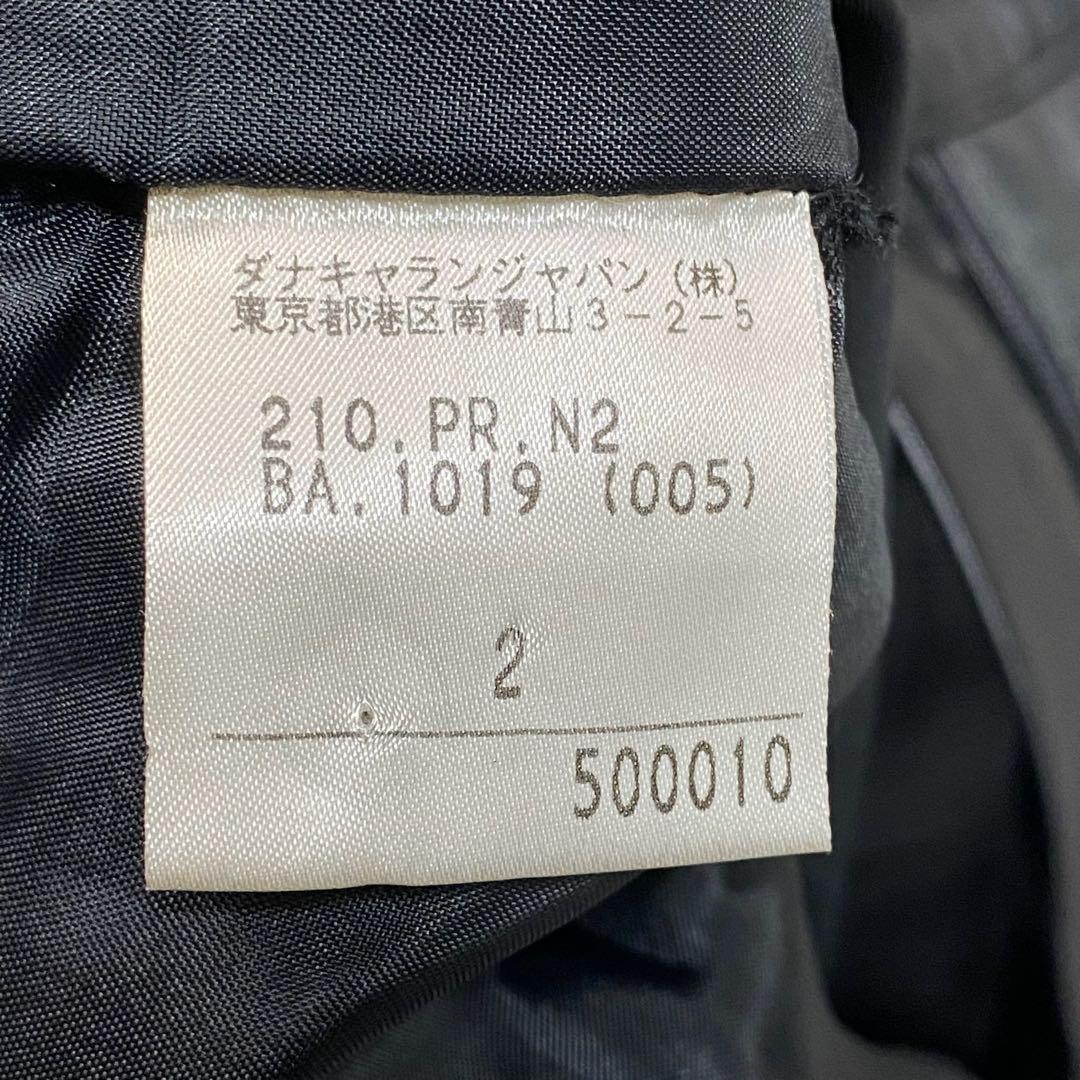 ダナキャランジャパン (株)
東京都港区南青山3-2-5
210.PR.N2
BA.1019 (005)
2
500010